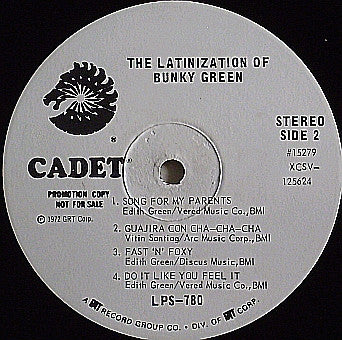 THE LATINIZATION OF
BUNKY GREEN
STEREO
SIDE 2
#15279
XCSV-
125624
®
CADET®
PROMOTION COPY
NOT FOR SALE
© 1972 GRT Corp.
1. SONG FOR MY PARENTS
Edith Green/Vered Music Co., BMI
2. GUAJIRA CON CHA-CHA-CHA
Vitin Santiag/Arc Music Corp., BMI
3. FAST 'N' FOXY
Edith Green/Discus Music, BMI
4. DO IT LIKE YOU FEEL IT
Edith Green/Vered Music Co., BMI
LPS-780
A GRT RECORD GROUP CO. • DIV. OF GRT CORP.